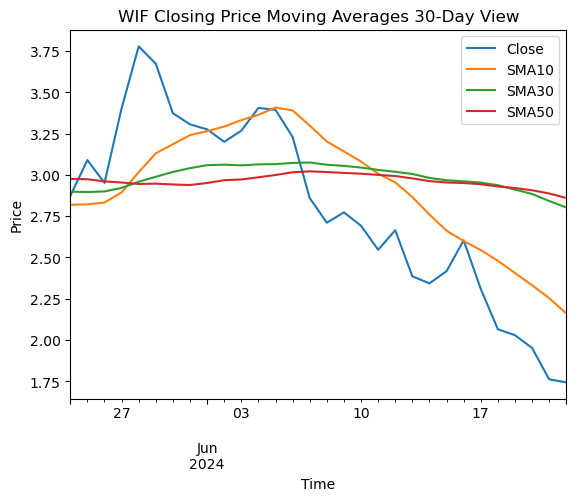 WIF Closing Price Moving Averages 30-Day View
Close
SMA10
SMA30
SMA50
Price
3.75
3.50
3.25
3.00
2.75
2.50
2.25
2.00
1.75
27
03
10
17
Jun
2024
Time